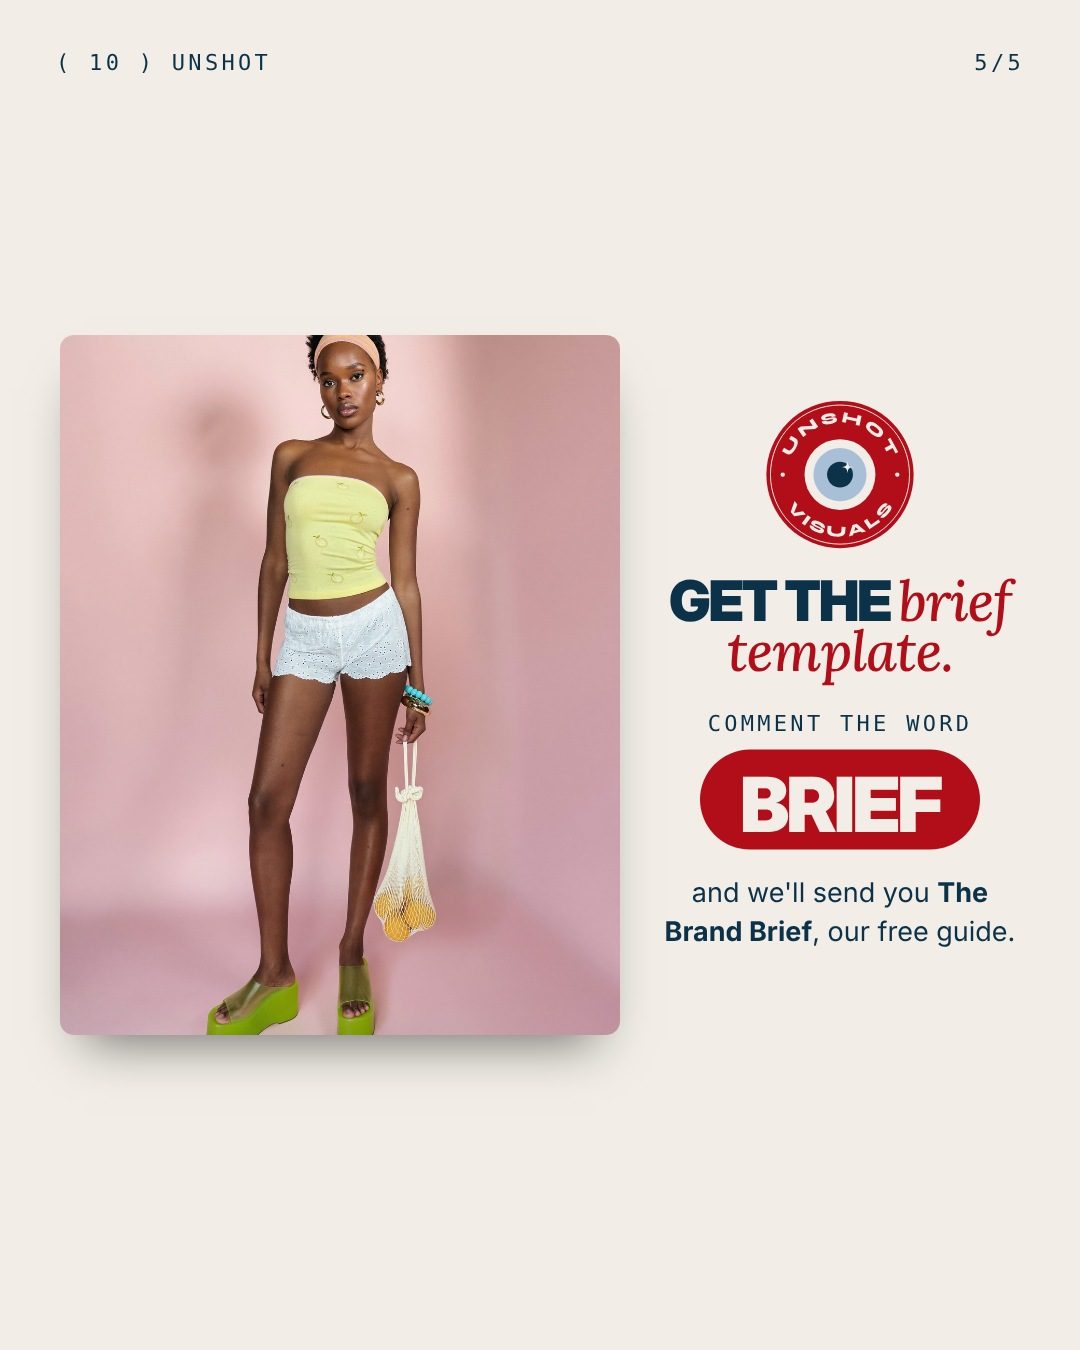 ( 10 ) UNSHOT
5/5
UNSHOT
VISUALS
GET THE brief
template.
COMMENT THE WORD
BRIEF
and we'll send you The
Brand Brief, our free guide.